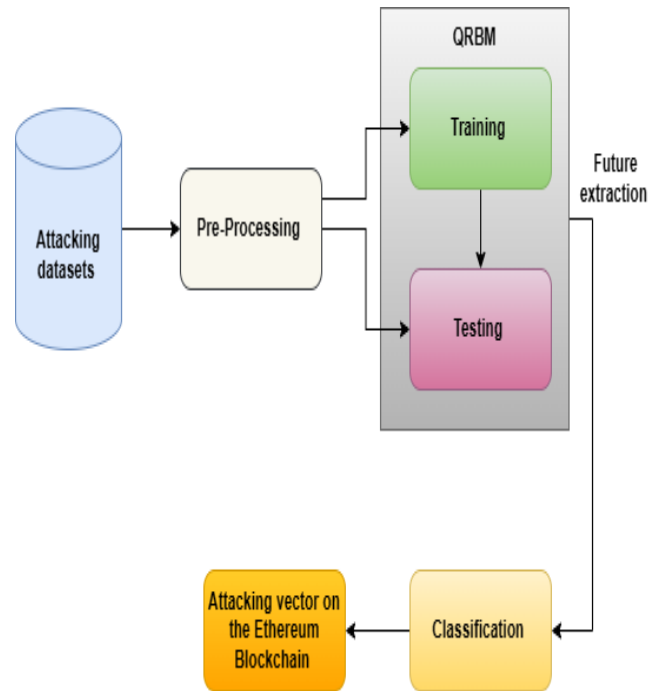 QRBM
Training
Future
extraction
Attacking
datasets
Pre-Processing
Testing
Attacking vector on
the Ethereum
Blockchain
Classification